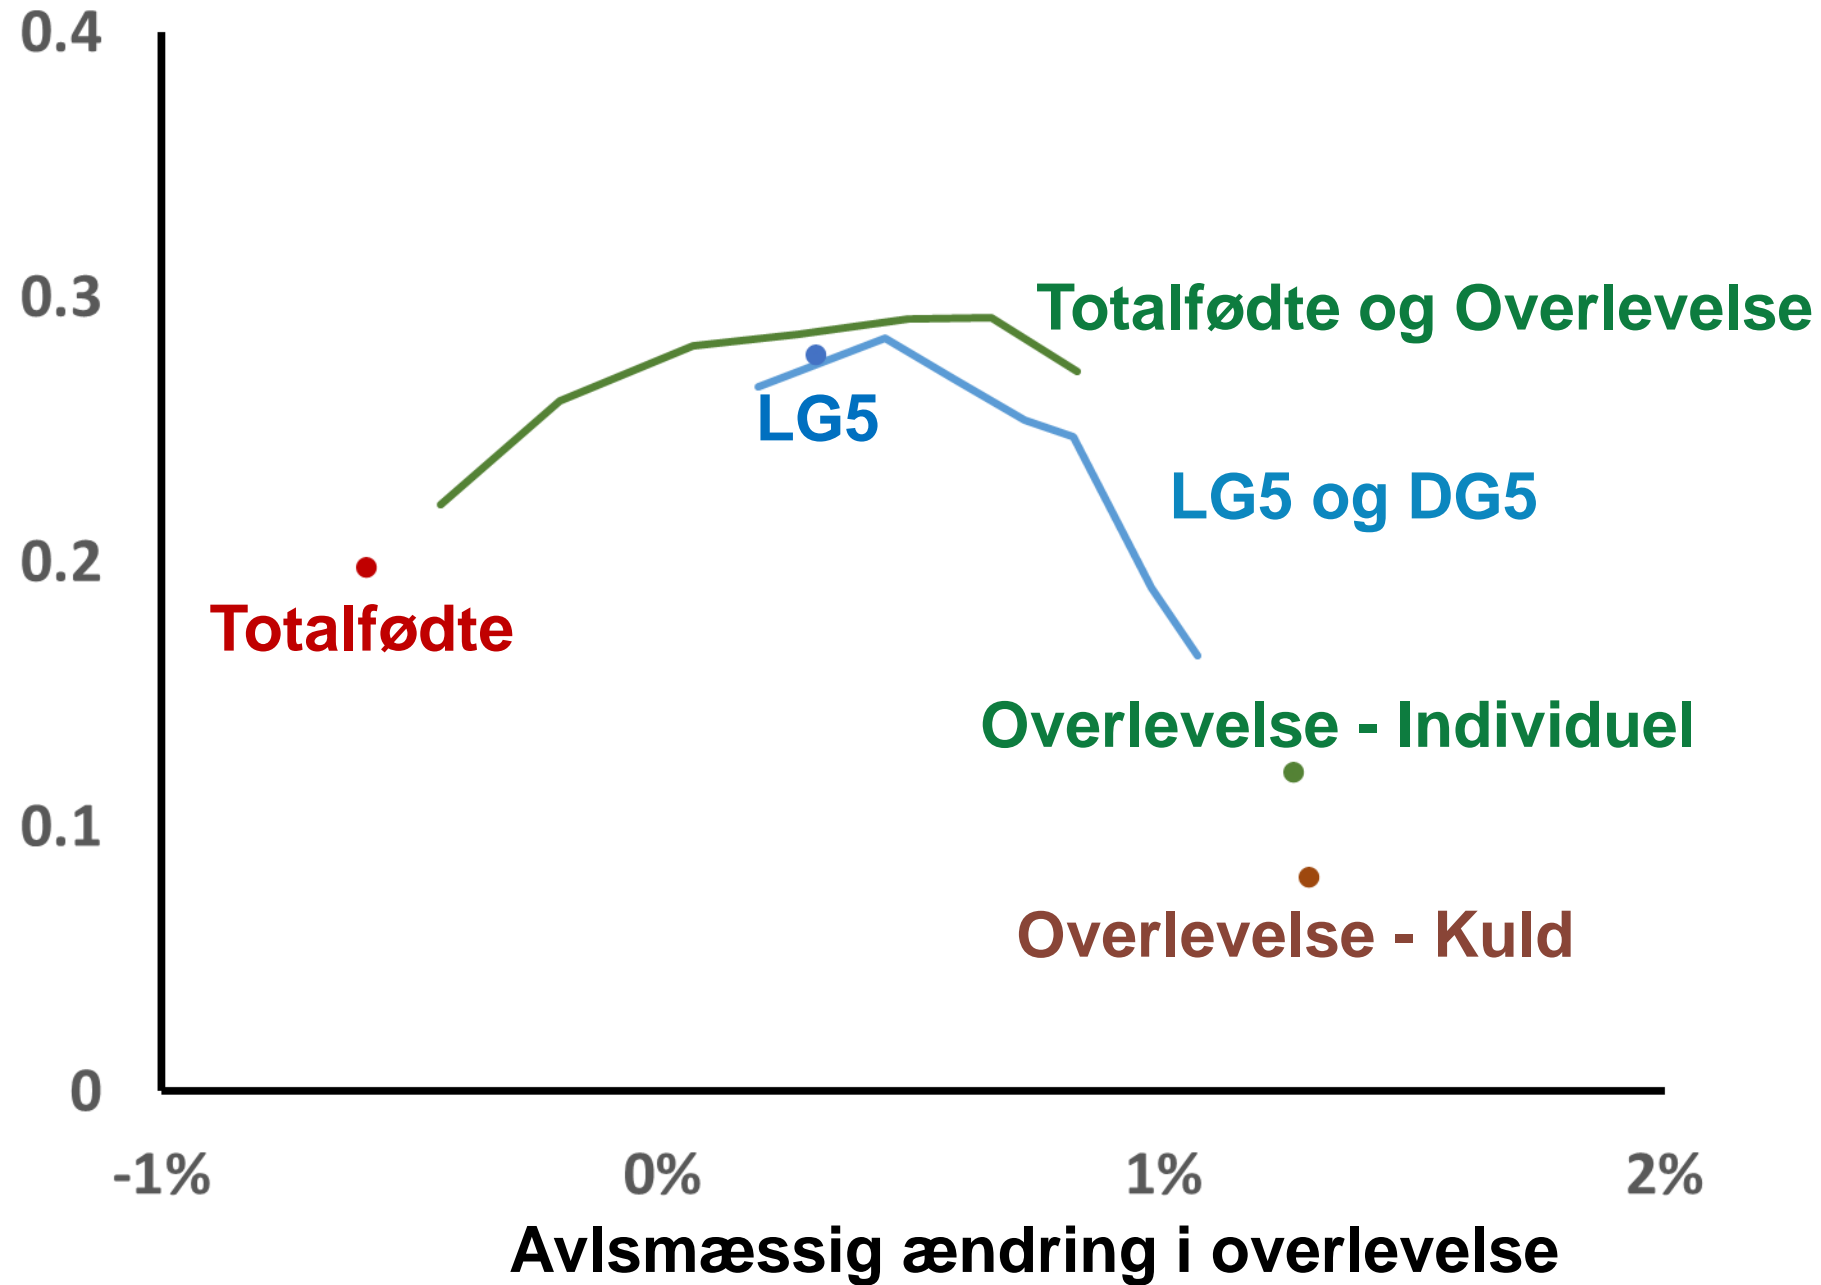 0.4
0.3
Totalfødte og Overlevelse
LG5
LG5 og DG5
0.2
Totalfødte
Overlevelse - Individuel
0.1
Overlevelse - Kuld
0
-1%
0%
1%
2%
Avlsmæssig ændring i overlevelse